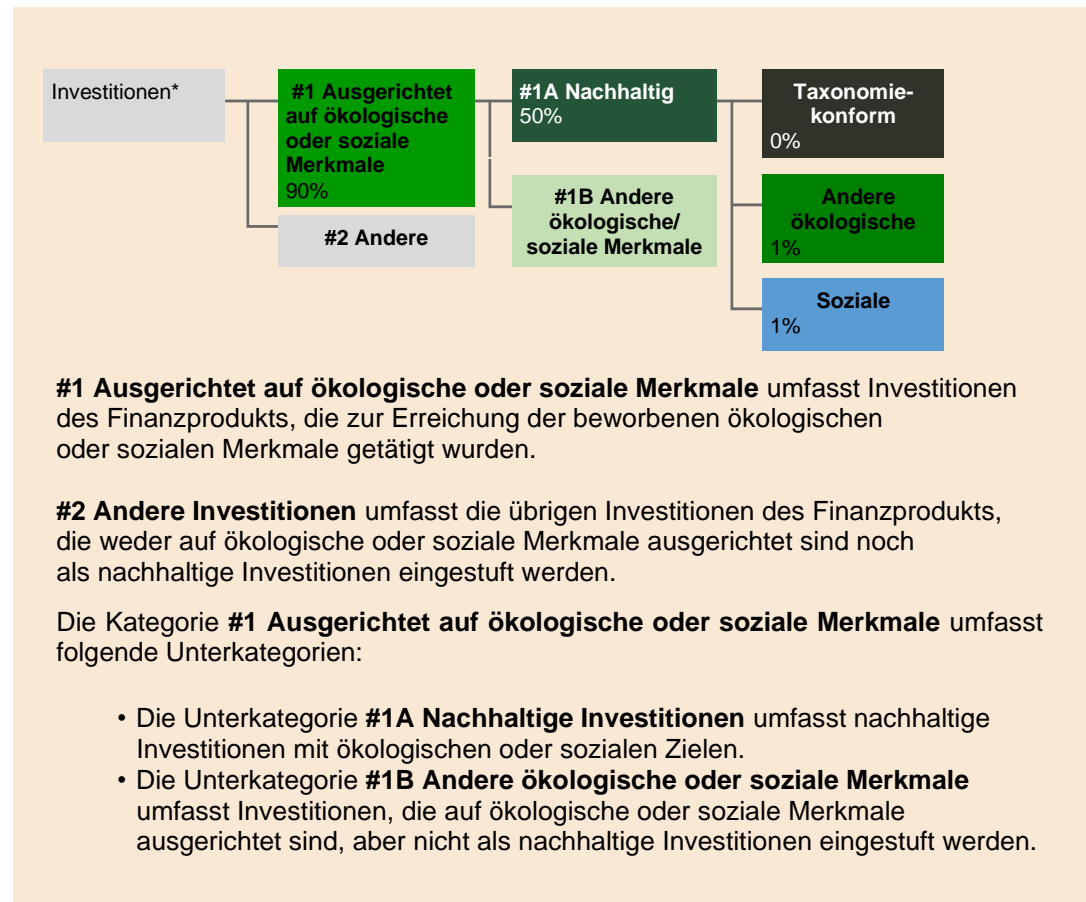 Investitionen*
#1 Ausgerichtet
auf ökologische
oder soziale
Merkmale
90%
#2 Andere
#1A Nachhaltig
50%
#1B Andere
ökologische/
soziale Merkmale
Taxonomie-
konform
0%
Andere
ökologische
1%
Soziale
1%
#1 Ausgerichtet auf ökologische oder soziale Merkmale umfasst Investitionen
des Finanzprodukts, die zur Erreichung der beworbenen ökologischen
oder sozialen Merkmale getätigt wurden.
#2 Andere Investitionen umfasst die übrigen Investitionen des Finanzprodukts,
die weder auf ökologische oder soziale Merkmale ausgerichtet sind noch
als nachhaltige Investitionen eingestuft werden.
Die Kategorie #1 Ausgerichtet auf ökologische oder soziale Merkmale umfasst
folgende Unterkategorien:
• Die Unterkategorie #1A Nachhaltige Investitionen umfasst nachhaltige
Investitionen mit ökologischen oder sozialen Zielen.
• Die Unterkategorie #1B Andere ökologische oder soziale Merkmale
umfasst Investitionen, die auf ökologische oder soziale Merkmale
ausgerichtet sind, aber nicht als nachhaltige Investitionen eingestuft werden.